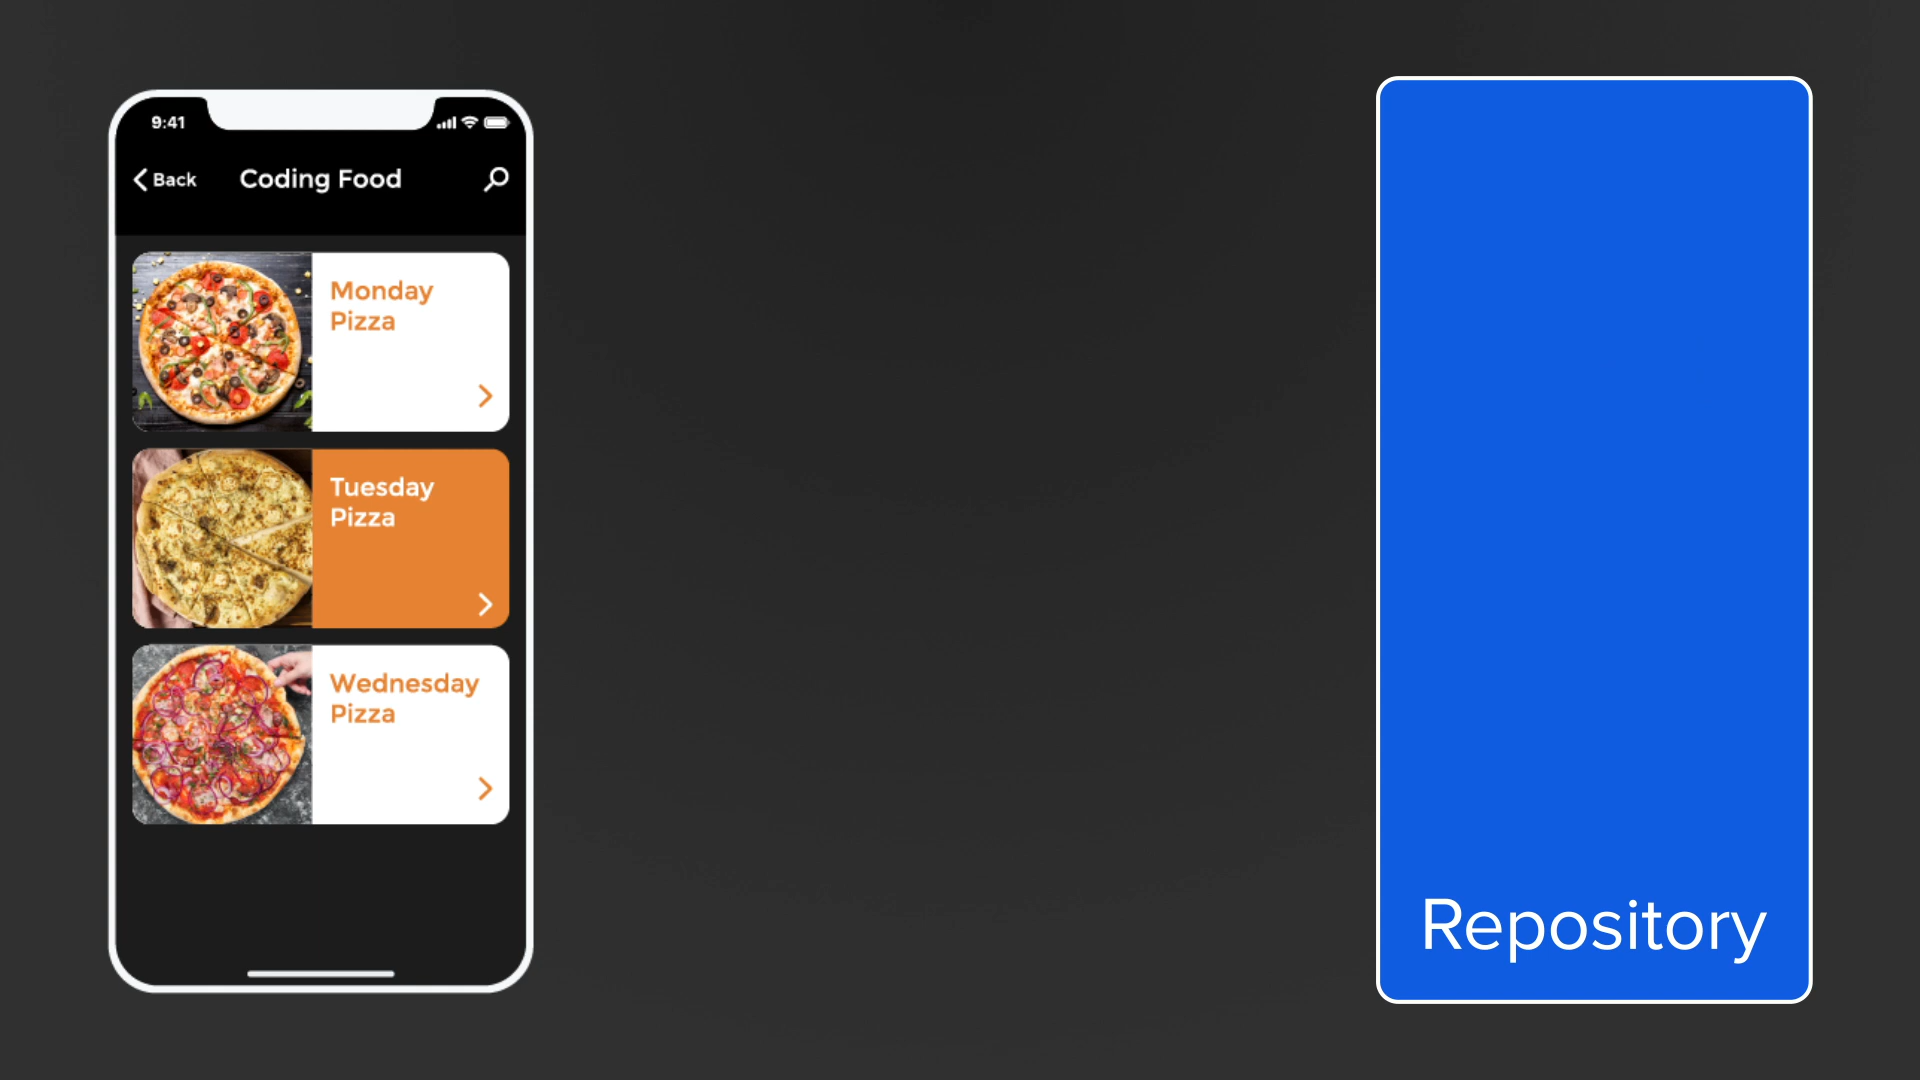 9:41
Back
Coding Food
Monday
Pizza
Tuesday
Pizza
Wednesday
Pizza
Repository